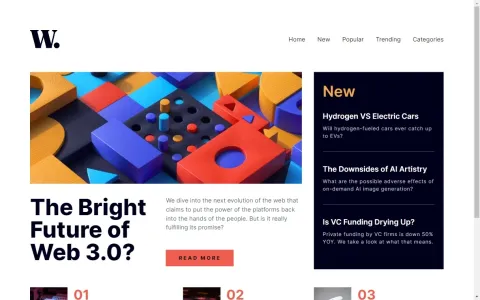 W.
Home New Popular Trending Categories
New
Hydrogen VS Electric Cars
Will hydrogen-fueled cars ever catch up
to EVs?
The Downsides of AI Artistry
What are the possible adverse effects of
on-demand AI image generation?
Is VC Funding Drying Up?
Private funding by VC firms is down 50%
YOY. We take a look at what that means.
The Bright
Future of
Web 3.0?
We dive into the next evolution of the web that
claims to put the power of the platforms back
into the hands of the people. But is it really
fulfilling its promise?
READ MORE
01
02
03